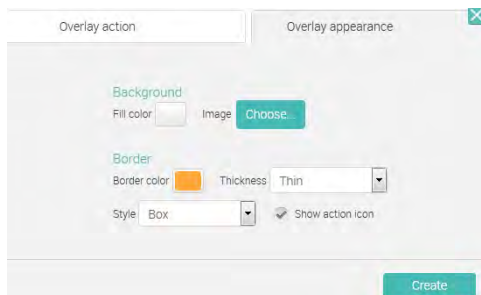 Overlay action Overlay appearance
Background
Fill color Image Choose...
Border
Border color Thickness Thin
Style Box Show action icon
Create